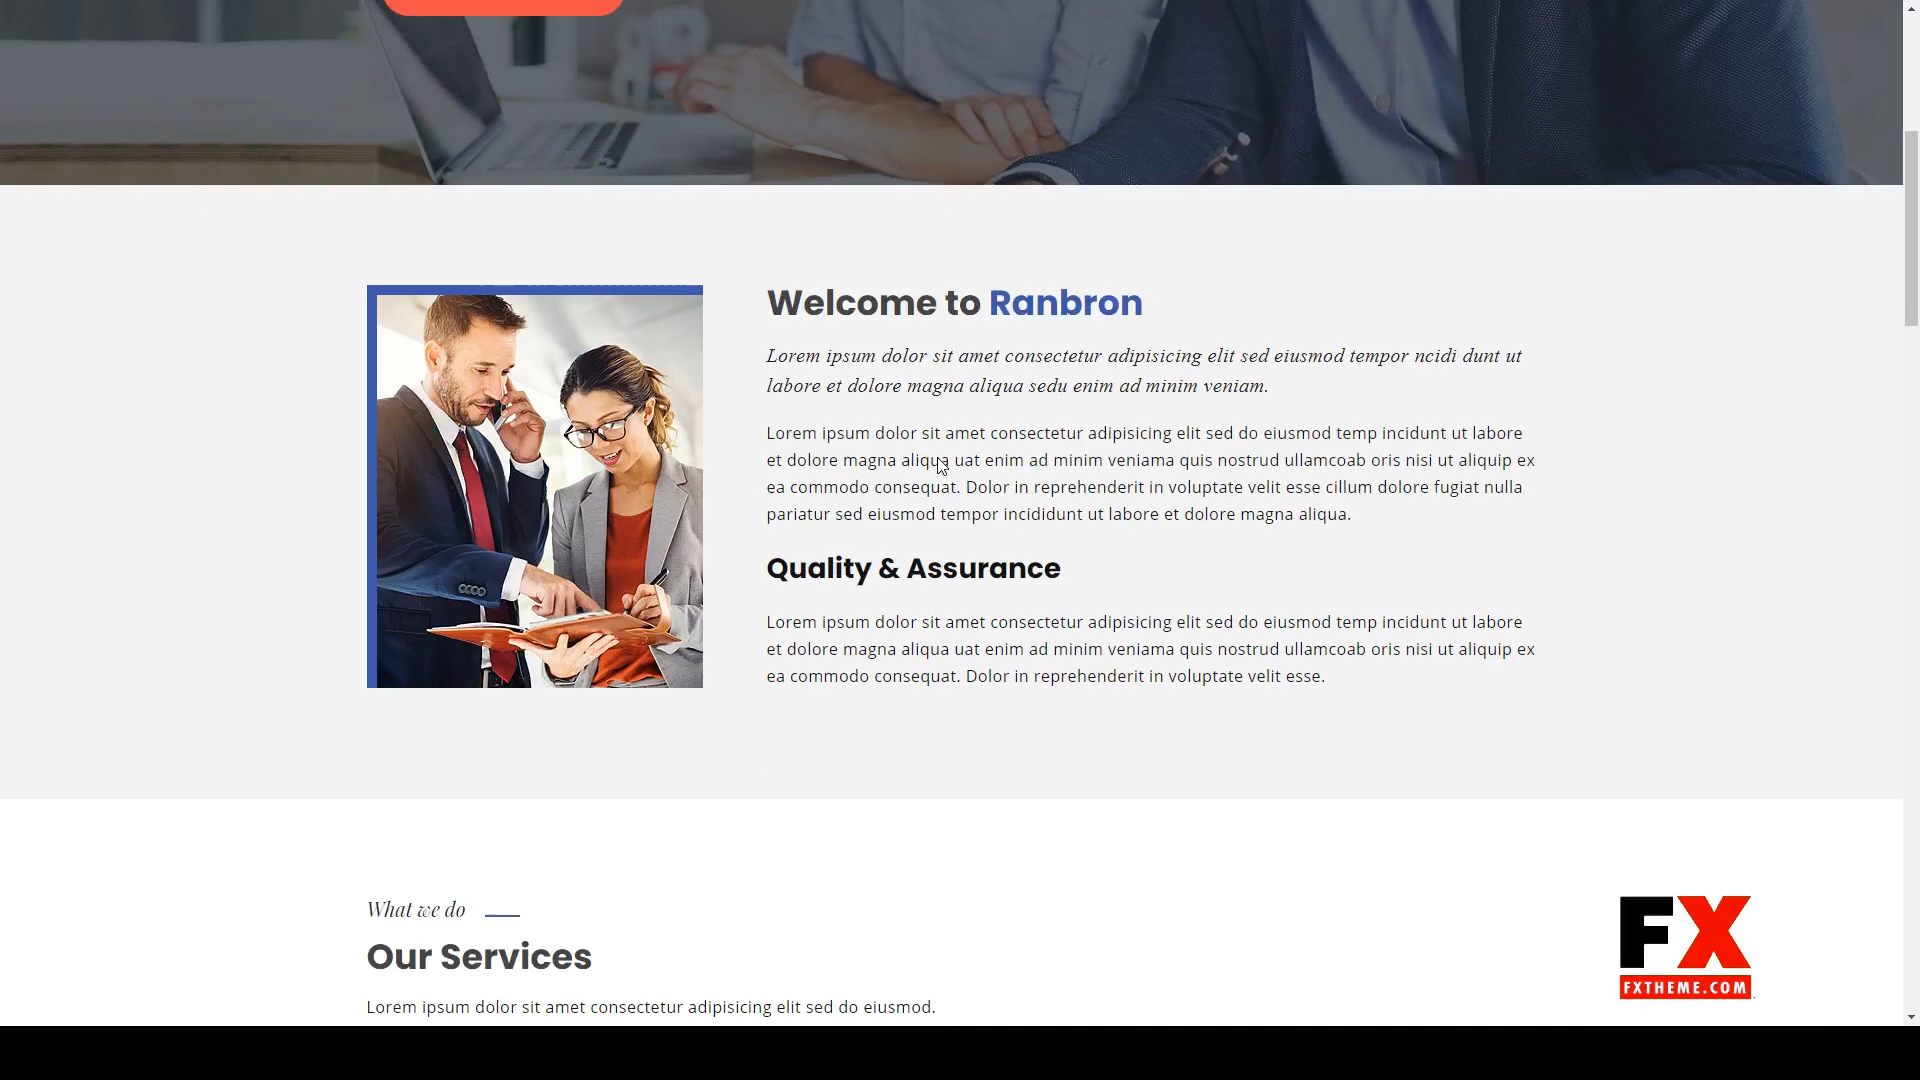 Welcome to Ranbron
Lorem ipsum dolor sit amet consectetur adipisicing elit sed eiusmod tempor ncidi dunt ut
labore et dolore magna aliqua sedu enim ad minim veniam.
Lorem ipsum dolor sit amet consectetur adipisicing elit sed do eiusmod temp incidunt ut labore
et dolore magna aliqua uat enim ad minim veniama quis nostrud ullamcoab oris nisi ut aliquip ex
ea commodo consequat. Dolor in reprehenderit in voluptate velit esse cillum dolore fugiat nulla
pariatur sed eiusmod tempor incididunt ut labore et dolore magna aliqua.
Quality & Assurance
Lorem ipsum dolor sit amet consectetur adipisicing elit sed do eiusmod temp incidunt ut labore
et dolore magna aliqua uat enim ad minim veniama quis nostrud ullamcoab oris nisi ut aliquip ex
ea commodo consequat. Dolor in reprehenderit in voluptate velit esse.
What we do
Our Services
Lorem ipsum dolor sit amet consectetur adipisicing elit sed do eiusmod.
FX
FXTHEME.COM